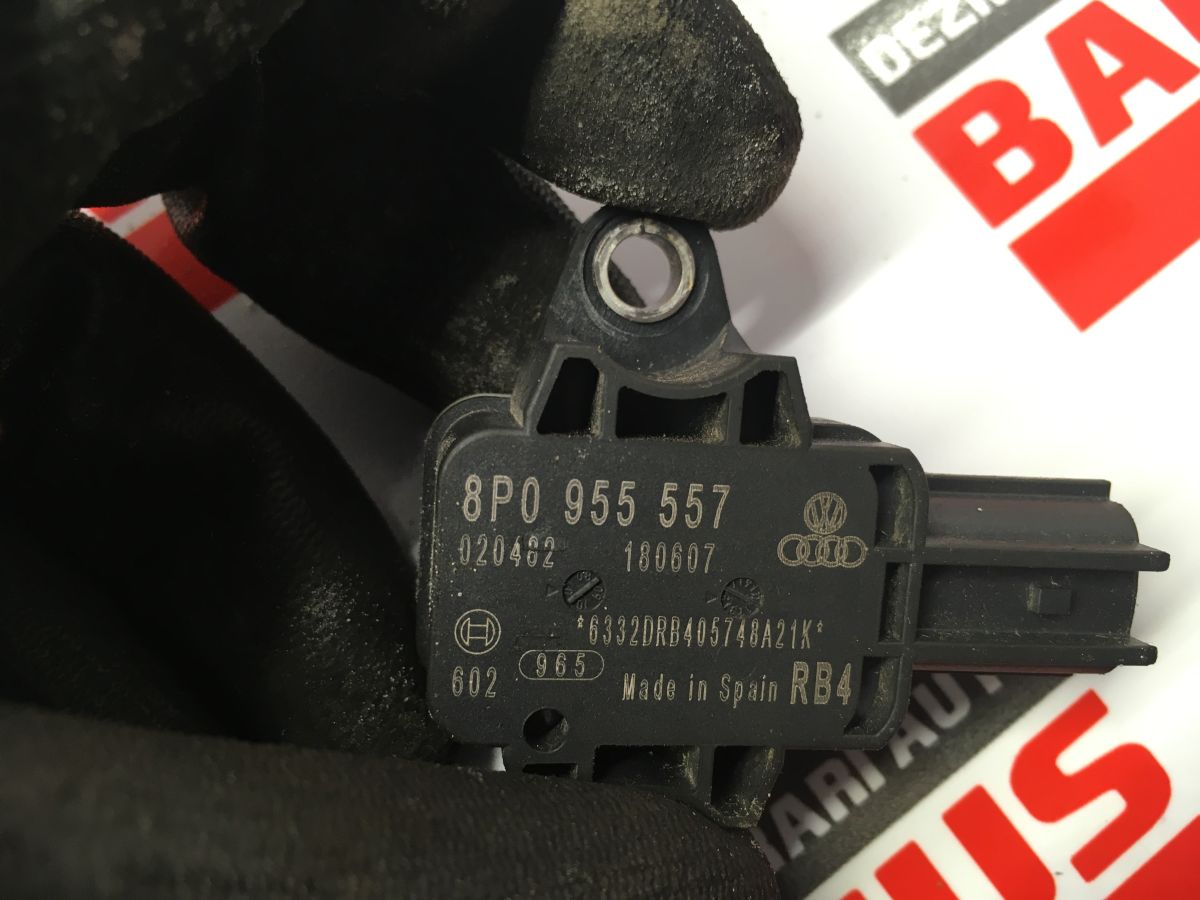 8P0 955 557
020482 180607
*6332DRB405748A21K*
602 965 Made in Spain RB4